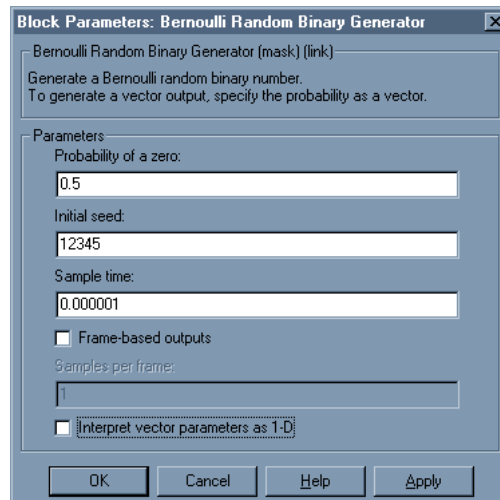 Block Parameters: Bernoulli Random Binary Generator
Bernoulli Random Binary Generator (mask) (link)
Generate a Bernoulli random binary number.
To generate a vector output, specify the probability as a vector.
Parameters
Probability of a zero:
0.5
Initial seed:
12345
Sample time:
0.000001
Frame-based outputs
Samples per frame:
1
Interpret vector parameters as 1-D
OK Cancel Help Apply